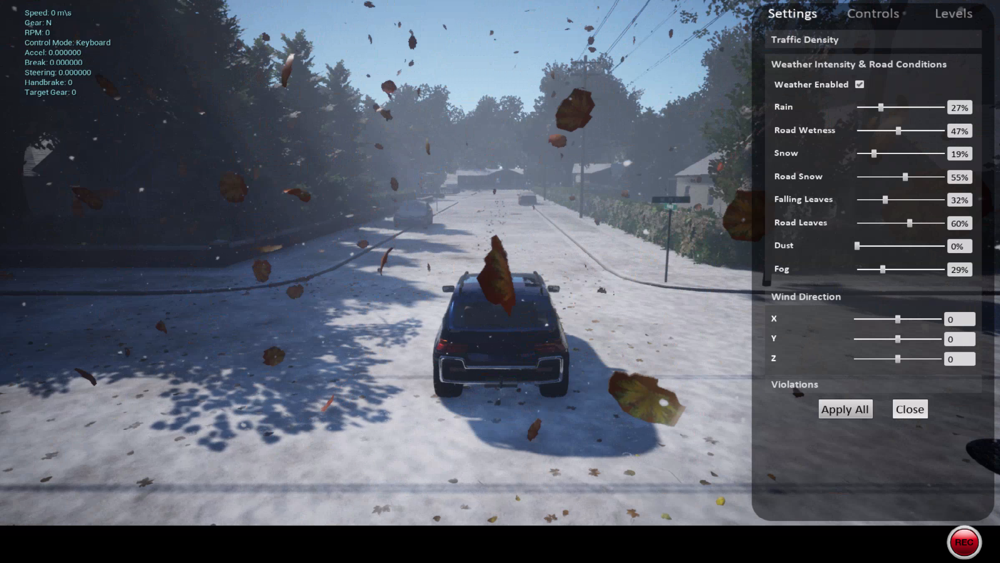 Speed: 0 m\s
Gear: N
RPM: 0
Control Mode: Keyboard
Accel: 0.000000
Break: 0.000000
Steering: 0.000000
Handbrake: 0
Target Gear: 0
Settings Controls Levels
Traffic Density
Weather Intensity & Road Conditions
Weather Enabled
Rain 27%
Road Wetness 47%
Snow 19%
Road Snow 55%
Falling Leaves 32%
Road Leaves 60%
Dust 0%
Fog 29%
Wind Direction
X 0
Y 0
Z 0
Violations
Apply All Close
REC